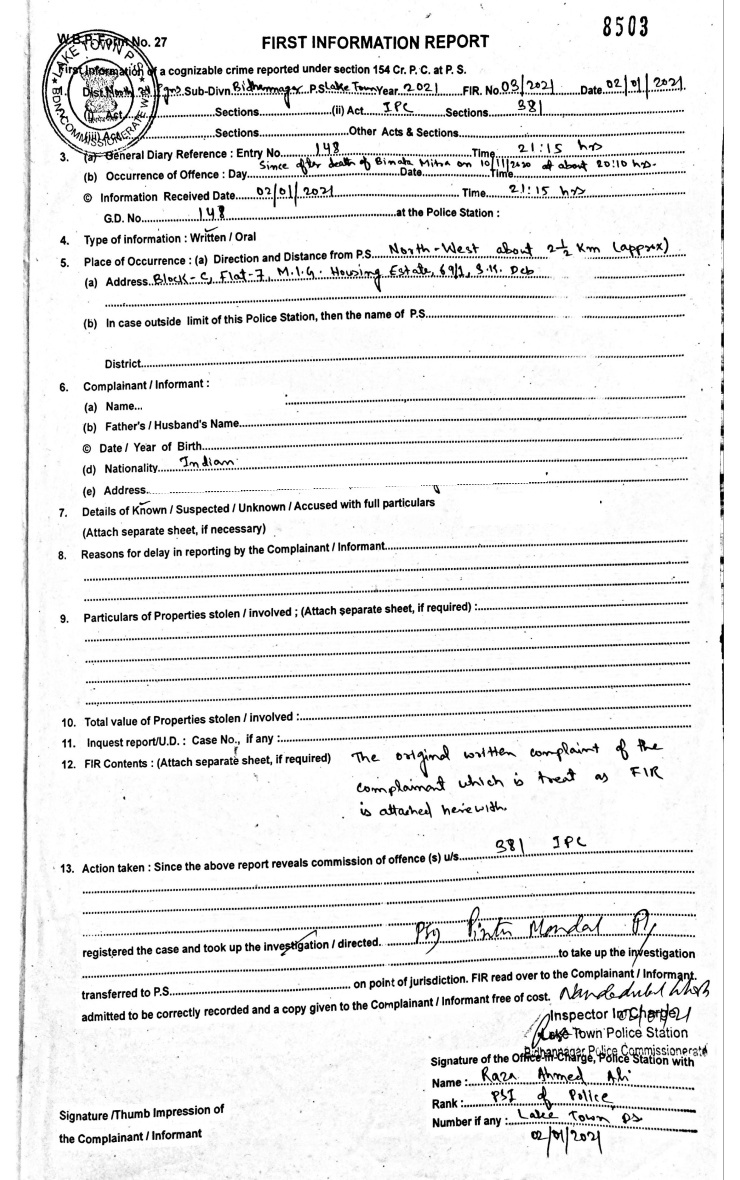 8503
W.B.P. Form No. 27
FIRST INFORMATION REPORT
LAKE TOWN P.S.
COMMISSIONERATE
First Information of a cognizable crime reported under section 154 Cr. P. C. at P. S.
1. Dist. North 24 Pgns. Sub-Divn. Bidhannagar P.S. Lake Town Year 2021 FIR. No. 03/2021 Date 02/01/2021
(i) Act Sections (ii) Act IPC Sections 381
(iii) Act Sections Other Acts & Sections
3. (a) General Diary Reference : Entry No. 148 Time 21:15 hrs
(b) Occurrence of Offence : Day Since after death of Binata Mitra on 10/11/2020 at about 20:10 hrs. Date Time
© Information Received Date 02/01/2021 Time 21:15 hrs
G.D. No. 148 at the Police Station :
4. Type of information : Written / Oral
5. Place of Occurrence : (a) Direction and Distance from P.S. North-West about 2½ Km (approx)
(a) Address Block-C, Flat-7, M.I.G. Housing Estate, 69/1, S.K. Deb
(b) In case outside limit of this Police Station, then the name of P.S.
District
6. Complainant / Informant :
(a) Name...
(b) Father's / Husband's Name
© Date / Year of Birth
(d) Nationality Indian
(e) Address
7. Details of Known / Suspected / Unknown / Accused with full particulars
(Attach separate sheet, if necessary)
8. Reasons for delay in reporting by the Complainant / Informant
9. Particulars of Properties stolen / involved ; (Attach separate sheet, if required) :
10. Total value of Properties stolen / involved :
11. Inquest report/U.D. : Case No., if any :
12. FIR Contents : (Attach separate sheet, if required) The original written complaint of the
complainant which is treat as FIR
is attached herewith.
13. Action taken : Since the above report reveals commission of offence (s) u/s 381 IPC
registered the case and took up the investigation / directed. PSI Pintu Mondal
to take up the investigation
transferred to P.S. on point of jurisdiction. FIR read over to the Complainant / Informant.
admitted to be correctly recorded and a copy given to the Complainant / Informant free of cost.
Inspector In Charge
Lake Town Police Station
Bidhannagar Police Commissionerate
Signature of the Office-in-Charge, Police Station with
Name : Raza Ahmed Ali
Rank : PSI of Police
Number if any : Lake Town PS
02/01/2021
Signature /Thumb Impression of
the Complainant / Informant